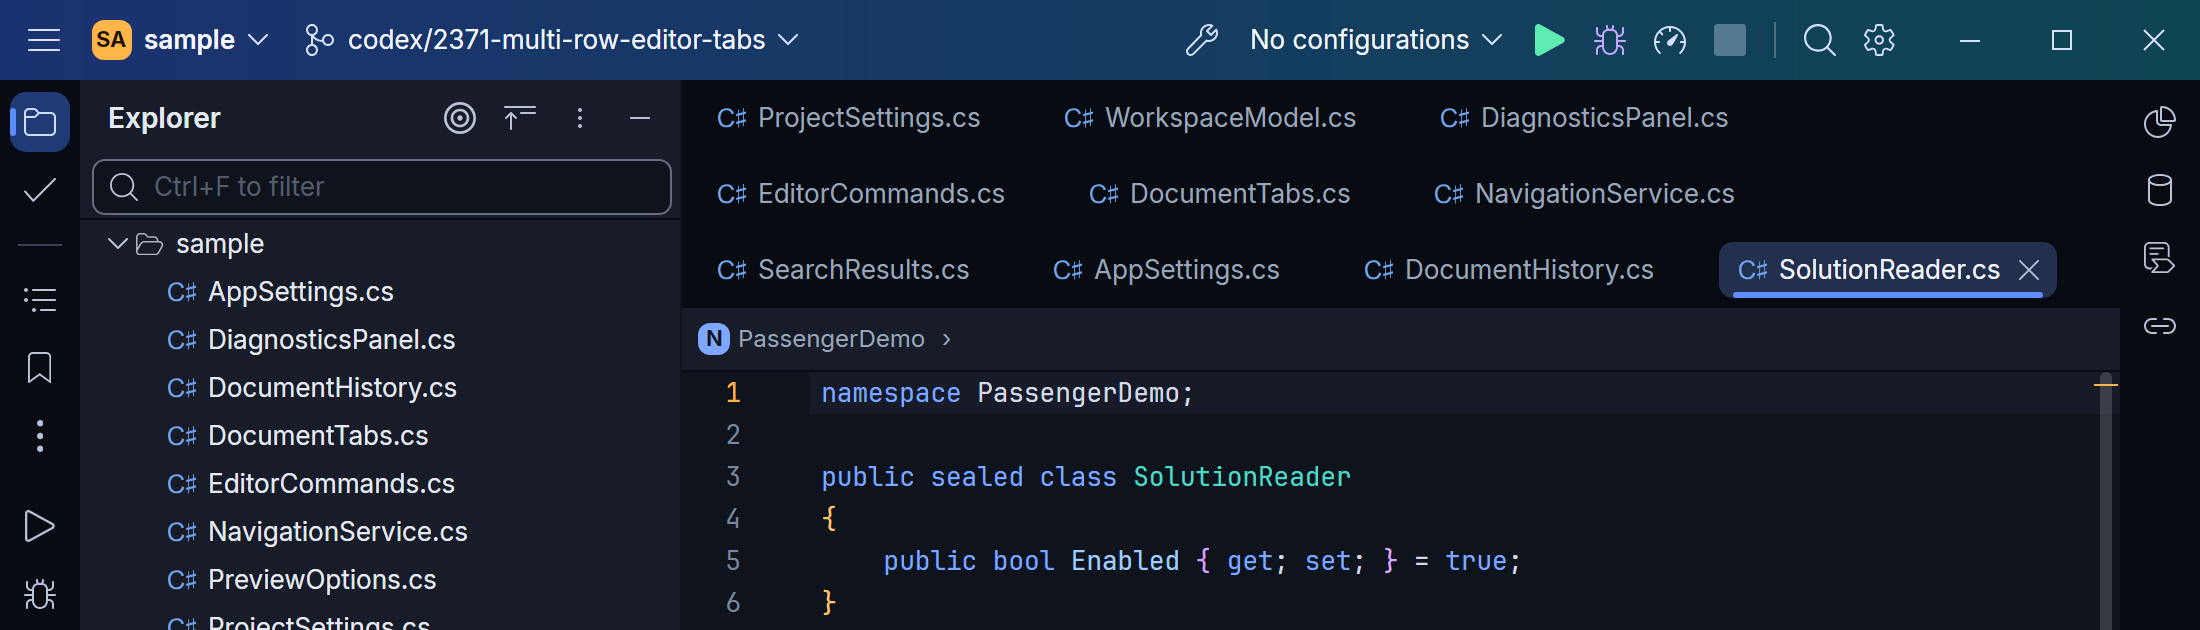 SA sample codex/2371-multi-row-editor-tabs No configurations
Explorer
Ctrl+F to filter
sample
C# AppSettings.cs
C# DiagnosticsPanel.cs
C# DocumentHistory.cs
C# DocumentTabs.cs
C# EditorCommands.cs
C# NavigationService.cs
C# PreviewOptions.cs
C# ProjectSettings.cs
C# ProjectSettings.cs C# WorkspaceModel.cs C# DiagnosticsPanel.cs
C# EditorCommands.cs C# DocumentTabs.cs C# NavigationService.cs
C# SearchResults.cs C# AppSettings.cs C# DocumentHistory.cs C# SolutionReader.cs
N PassengerDemo ›
1 namespace PassengerDemo;
2
3 public sealed class SolutionReader
4 {
5 public bool Enabled { get; set; } = true;
6 }